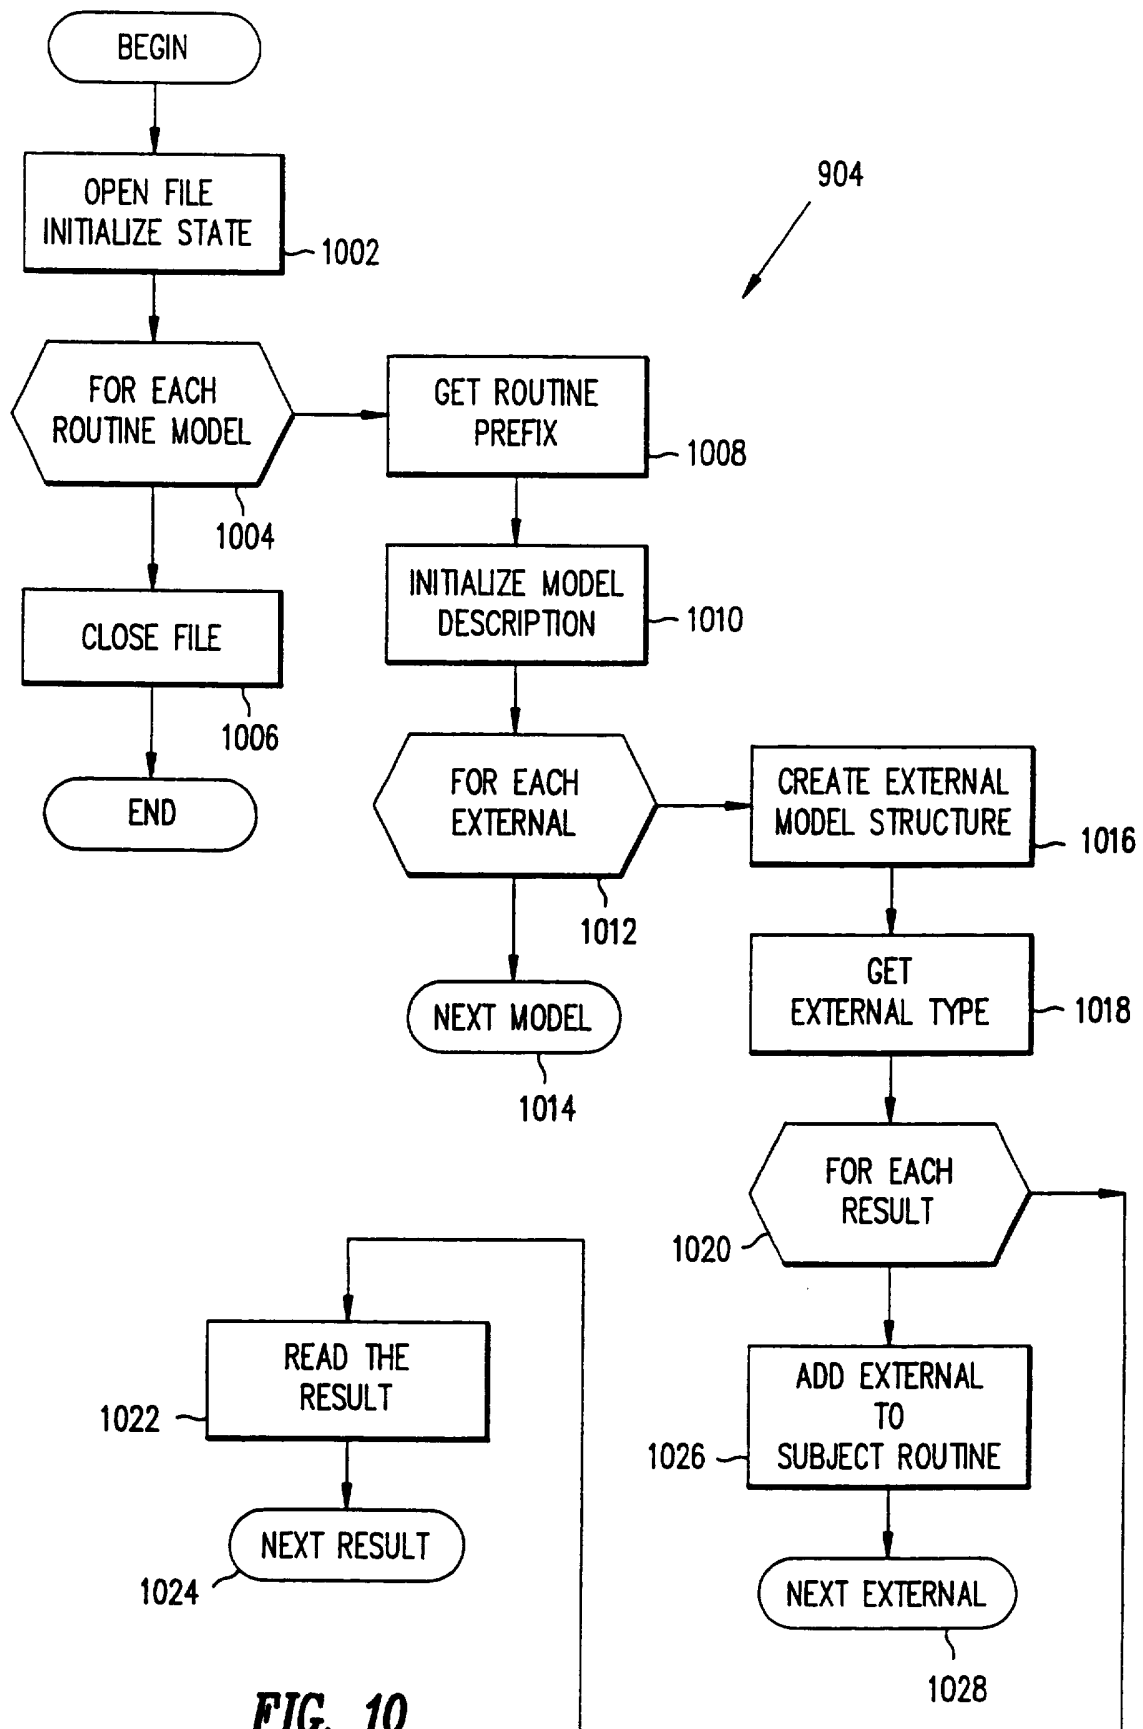 BEGIN
904
OPEN FILE
INITIALIZE STATE
1002
FOR EACH
ROUTINE MODEL
1004
GET ROUTINE
PREFIX
1008
CLOSE FILE
1006
INITIALIZE MODEL
DESCRIPTION
1010
END
FOR EACH
EXTERNAL
1012
CREATE EXTERNAL
MODEL STRUCTURE
1016
NEXT MODEL
1014
GET
EXTERNAL TYPE
1018
FOR EACH
RESULT
1020
READ THE
RESULT
1022
ADD EXTERNAL
TO
SUBJECT ROUTINE
1026
NEXT RESULT
1024
NEXT EXTERNAL
1028
FIG. 10